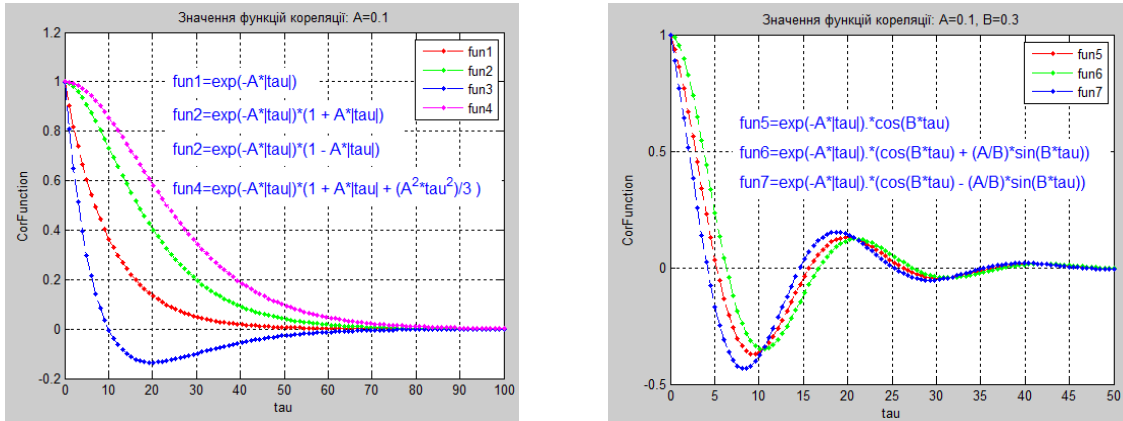 Значення функцій кореляції: A=0.1
1.2
1
0.8
0.6
0.4
0.2
0
-0.2
CorFunction
fun1
fun2
fun3
fun4
fun1=exp(-A*|tau|)
fun2=exp(-A*|tau|)*(1 + A*|tau|)
fun2=exp(-A*|tau|)*(1 - A*|tau|)
fun4=exp(-A*|tau|)*(1 + A*|tau| + (A²*tau²)/3 )
0 10 20 30 40 50 60 70 80 90 100
tau
Значення функцій кореляції: A=0.1, B=0.3
1
0.5
0
-0.5
CorFunction
fun5
fun6
fun7
fun5=exp(-A*|tau|).*cos(B*tau)
fun6=exp(-A*|tau|).*(cos(B*tau) + (A/B)*sin(B*tau))
fun7=exp(-A*|tau|).*(cos(B*tau) - (A/B)*sin(B*tau))
0 5 10 15 20 25 30 35 40 45 50
tau